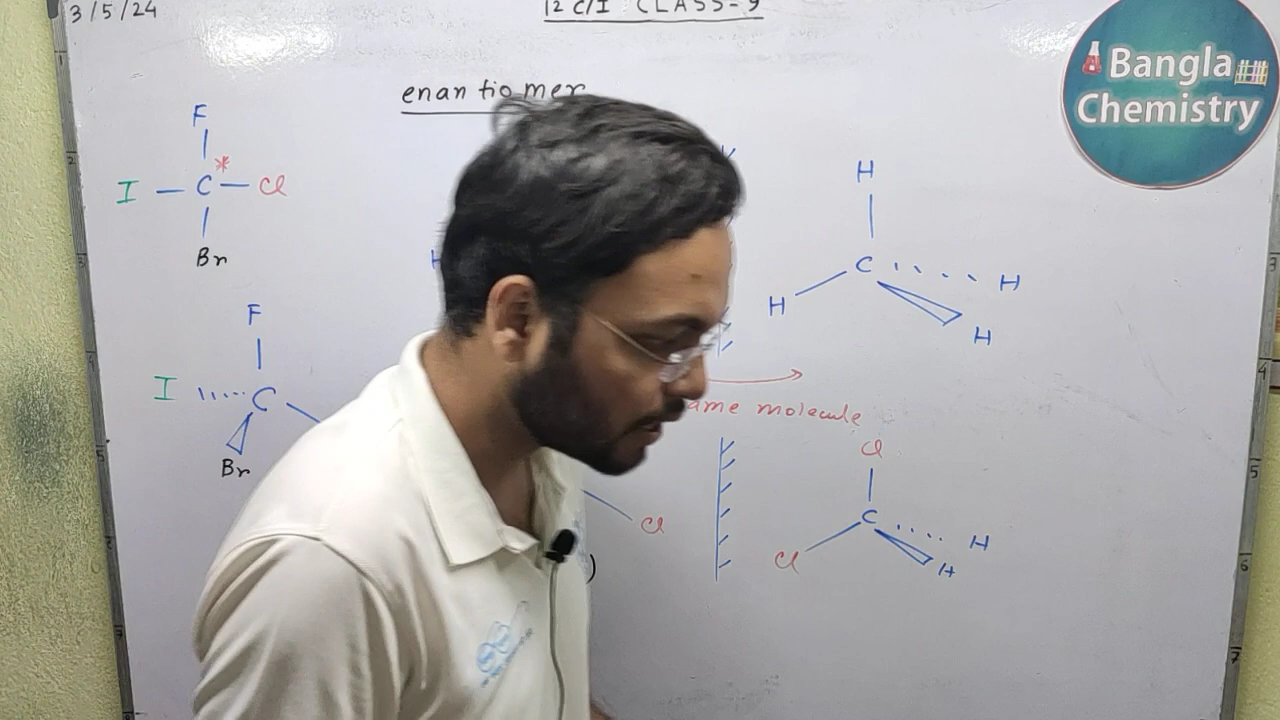 3/5/24
12 C/I CLASS-9
Bangla
Chemistry
enantiomer
F
I C* Cl
Br
F
I C
Br
H
H C H
H
same molecule
Cl
Cl
C H
Cl H